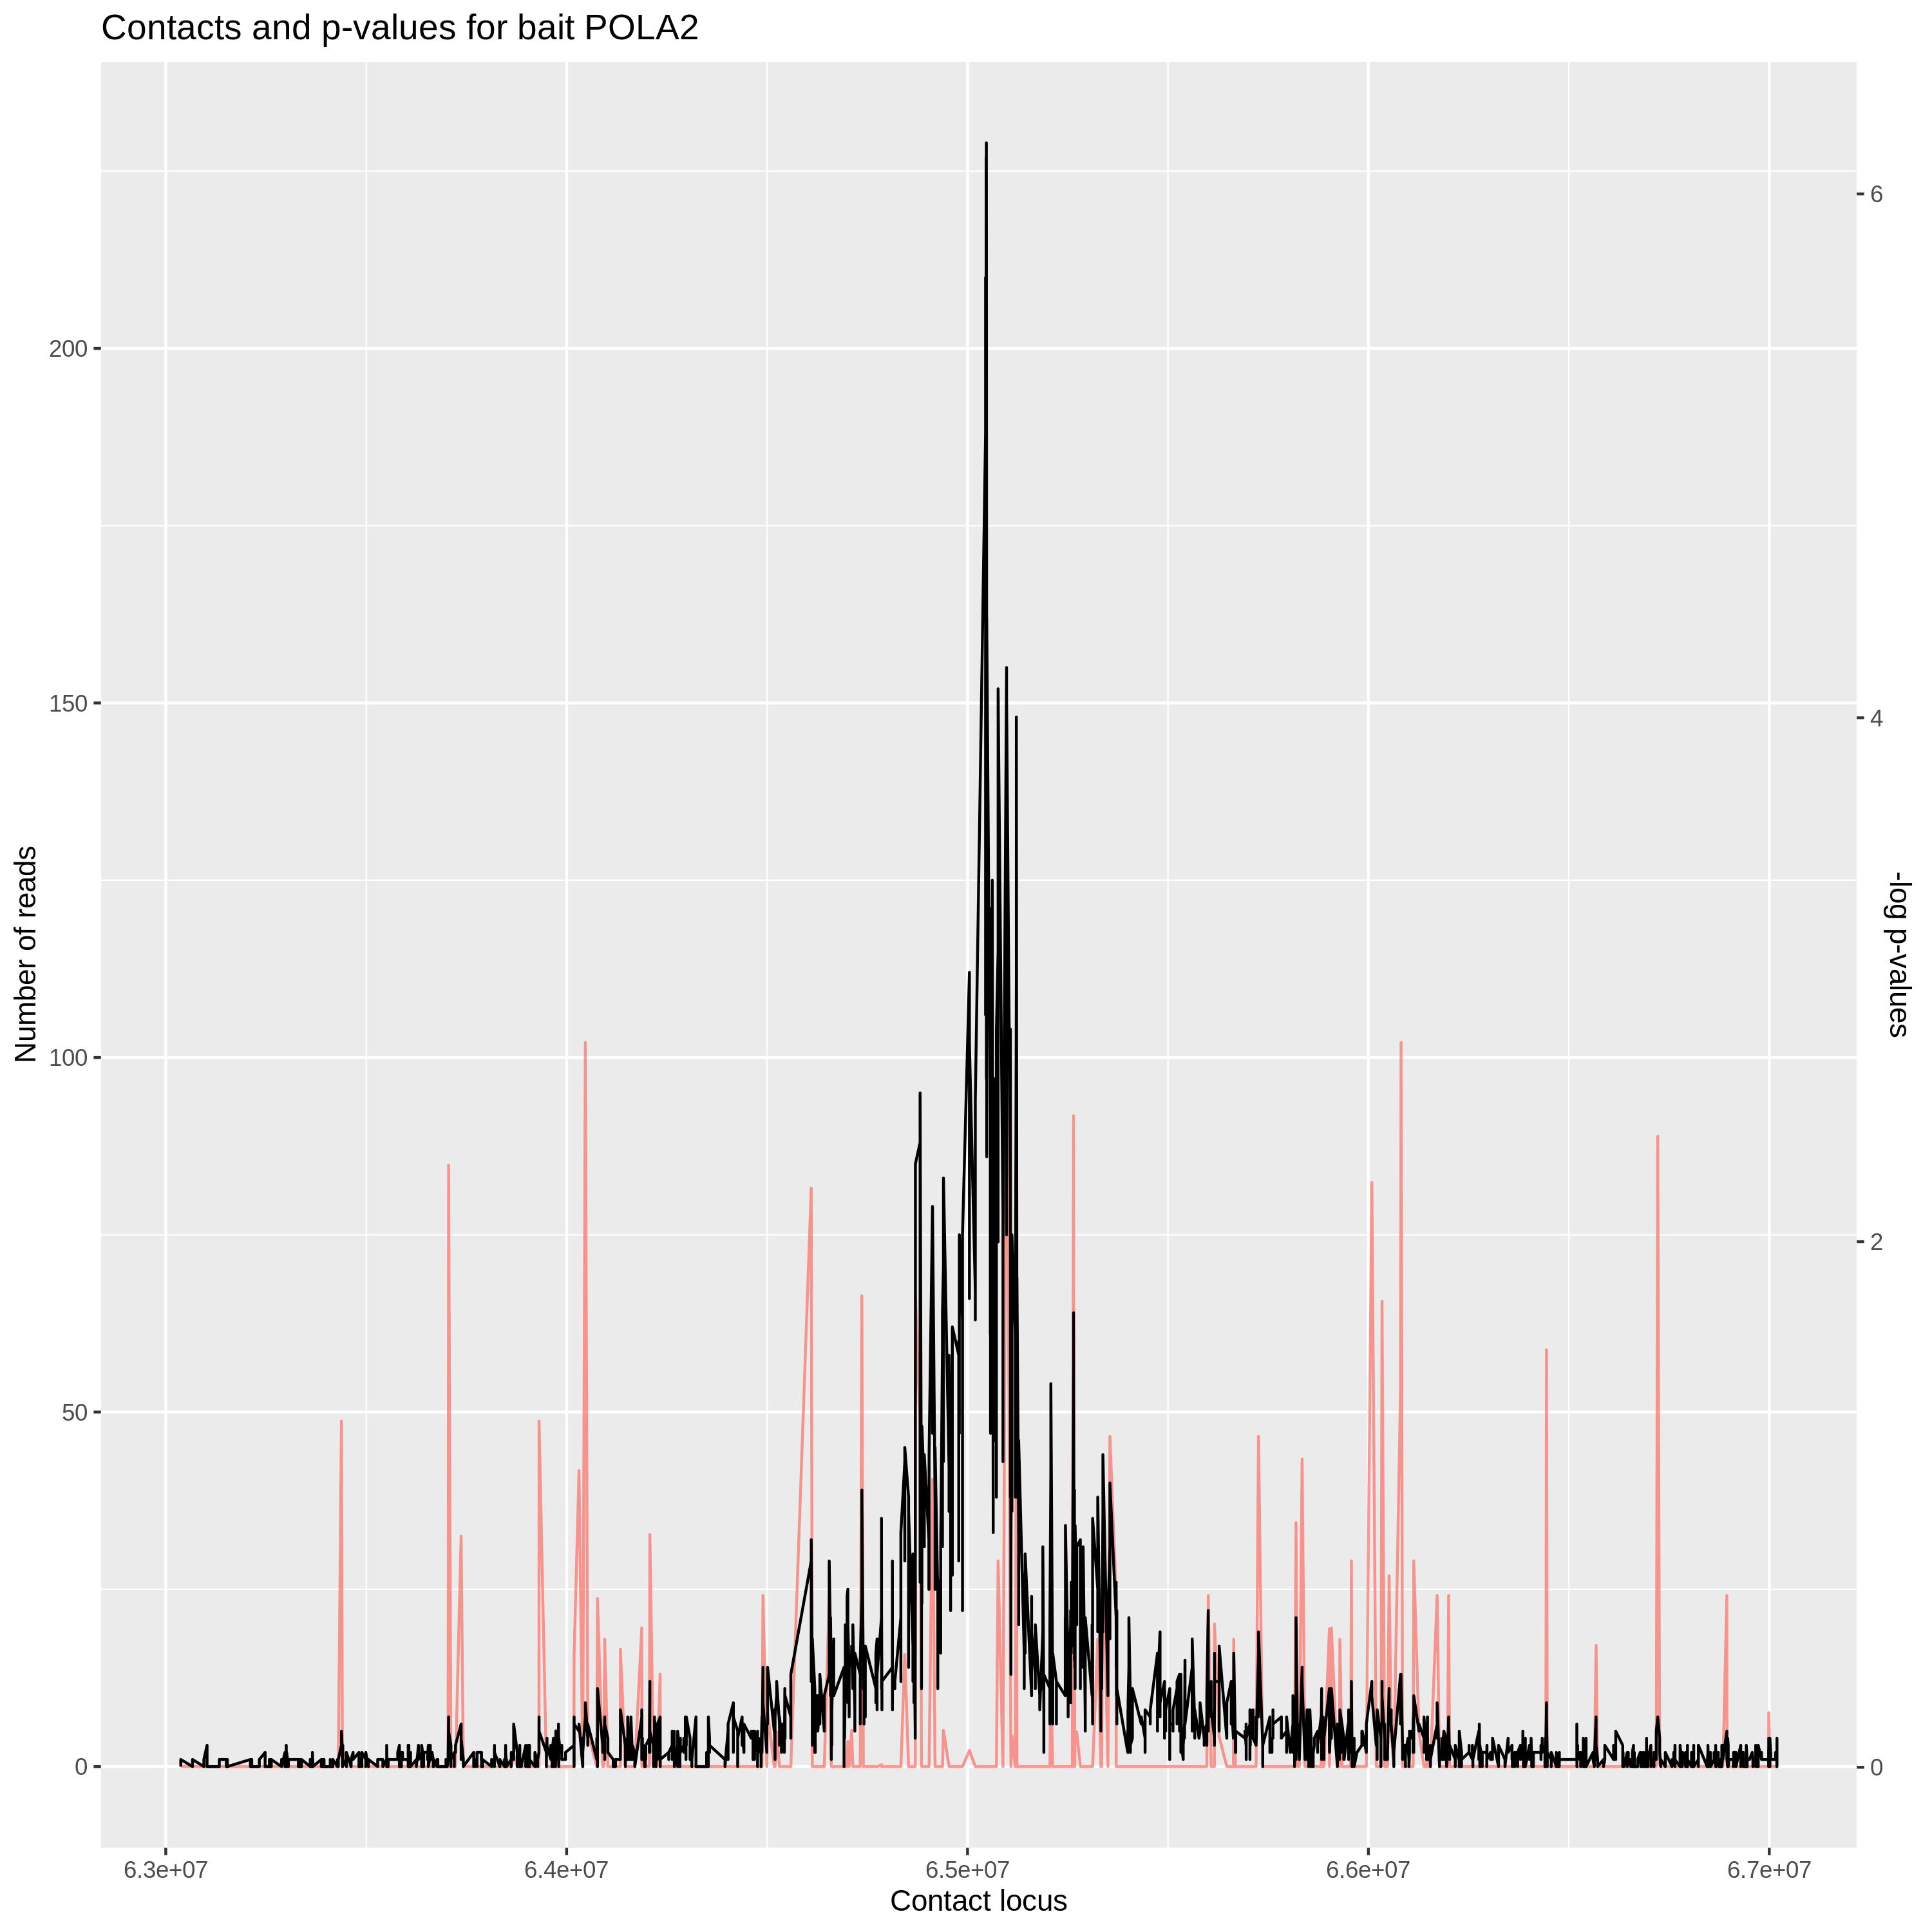 Contacts and p-values for bait POLA2
Number of reads
200
150
100
50
0
6
4
2
0
-log p-values
6.3e+07
6.4e+07
6.5e+07
6.6e+07
6.7e+07
Contact locus